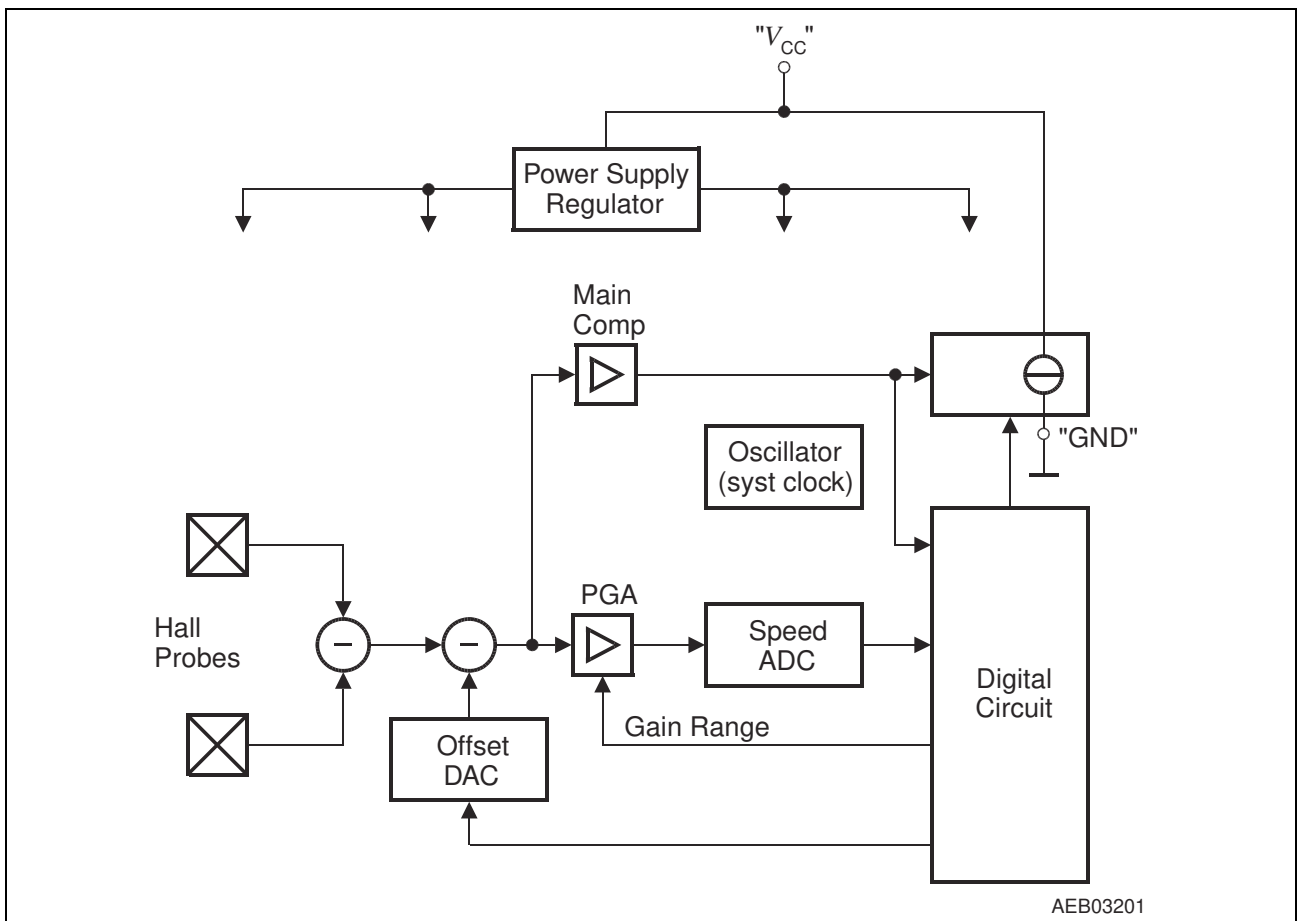 "VCC"
Power Supply
Regulator
Main
Comp
"GND"
Oscillator
(syst clock)
PGA
Hall
Probes
-
-
Speed
ADC
Digital
Circuit
Gain Range
Offset
DAC
AEB03201